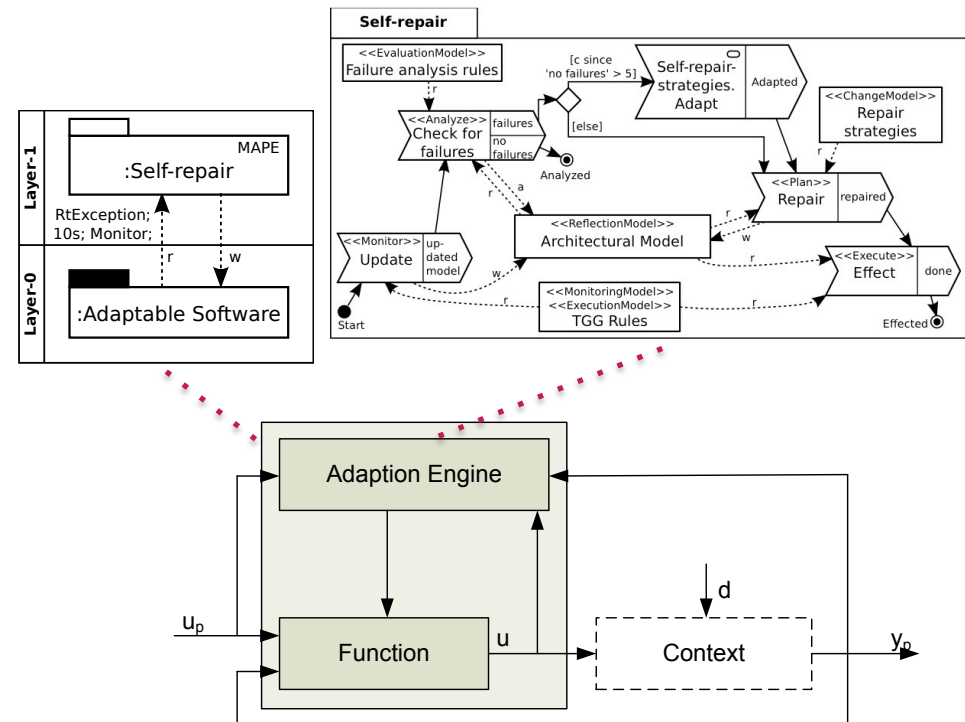 Self-repair
<<EvaluationModel>>
Failure analysis rules
r
[c since
'no failures' > 5]
Self-repair-
strategies.
Adapt
Adapted
<<ChangeModel>>
Repair
strategies
r
<<Analyze>>
Check for
failures
failures
no
failures
[else]
Analyzed
r
a
<<Plan>>
Repair
repaired
r
w
<<ReflectionModel>>
Architectural Model
<<Monitor>>
Update
up-
dated
model
w
r
<<Execute>>
Effect
done
r
<<MonitoringModel>>
<<ExecutionModel>>
TGG Rules
r
Start
Effected
Layer-1
MAPE
:Self-repair
RtException;
10s; Monitor;
r
w
Layer-0
:Adaptable Software
Adaption Engine
d
up
Function
u
Context
yp